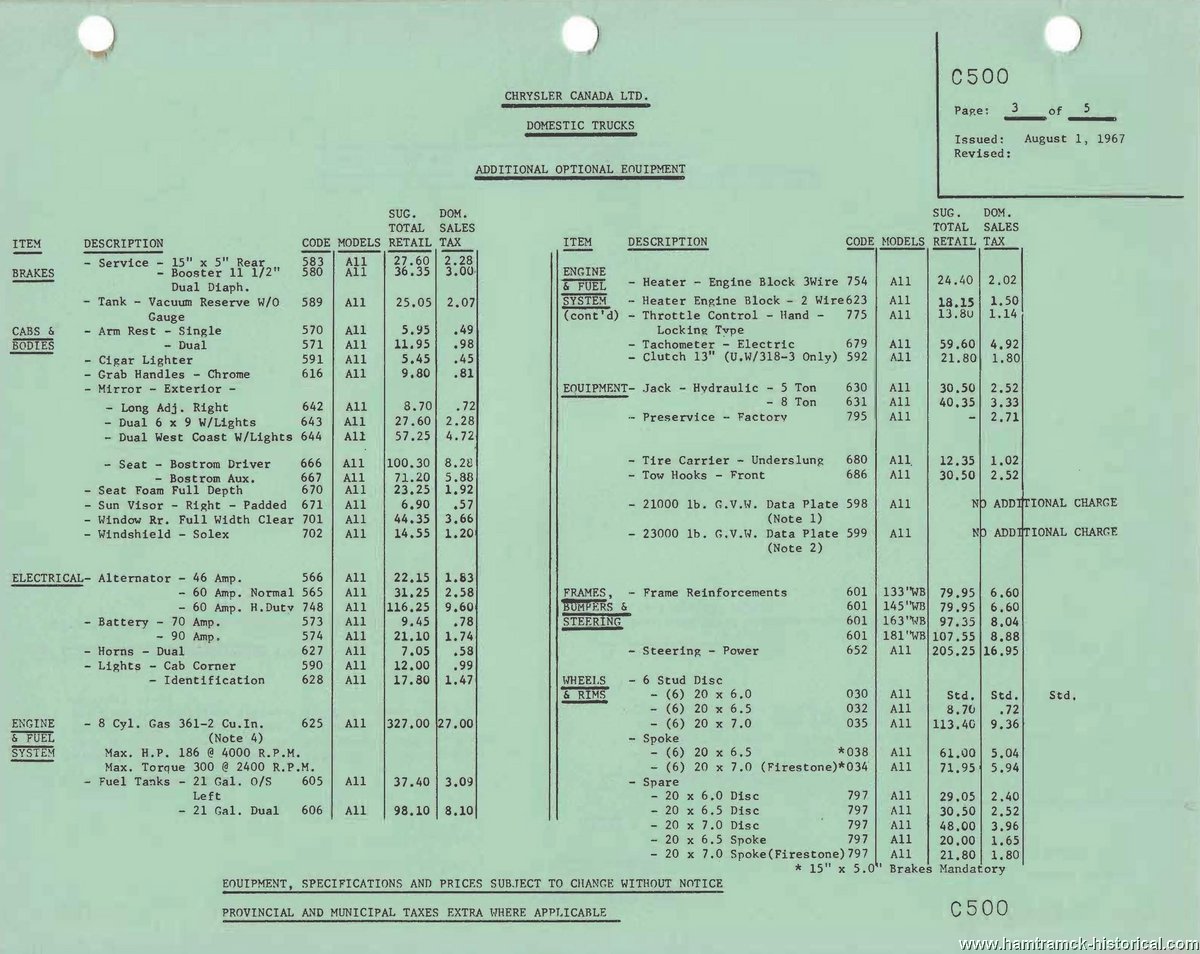 C500
Page: 3 of 5
Issued: August 1, 1967
Revised:
CHRYSLER CANADA LTD.
DOMESTIC TRUCKS
ADDITIONAL OPTIONAL EQUIPMENT
SUG. DOM.
TOTAL SALES
ITEM DESCRIPTION CODE MODELS RETAIL TAX
- Service - 15" x 5" Rear 583 All 27.60 2.28
BRAKES - Booster 11 1/2" 580 All 36.35 3.00
Dual Diaph.
- Tank - Vacuum Reserve W/O 589 All 25.05 2.07
Gauge
CABS & - Arm Rest - Single 570 All 5.95 .49
BODIES - Dual 571 All 11.95 .98
- Cigar Lighter 591 All 5.45 .45
- Grab Handles - Chrome 616 All 9.80 .81
- Mirror - Exterior -
- Long Adj. Right 642 All 8.70 .72
- Dual 6 x 9 W/Lights 643 All 27.60 2.28
- Dual West Coast W/Lights 644 All 57.25 4.72
- Seat - Bostrom Driver 666 All 100.30 8.28
- Bostrom Aux. 667 All 71.20 5.88
- Seat Foam Full Depth 670 All 23.25 1.92
- Sun Visor - Right - Padded 671 All 6.90 .57
- Window Rr. Full Width Clear 701 All 44.35 3.66
- Windshield - Solex 702 All 14.55 1.20
ELECTRICAL - Alternator - 46 Amp. 566 All 22.15 1.83
- 60 Amp. Normal 565 All 31.25 2.58
- 60 Amp. H.Duty 748 All 116.25 9.60
- Battery - 70 Amp. 573 All 9.45 .78
- 90 Amp. 574 All 21.10 1.74
- Horns - Dual 627 All 7.05 .58
- Lights - Cab Corner 590 All 12.00 .99
- Identification 628 All 17.80 1.47
ENGINE - 8 Cyl. Gas 361-2 Cu.In. 625 All 327.00 27.00
& FUEL (Note 4)
SYSTEM Max. H.P. 186 @ 4000 R.P.M.
Max. Torque 300 @ 2400 R.P.M.
- Fuel Tanks - 21 Gal. O/S 605 All 37.40 3.09
Left
- 21 Gal. Dual 606 All 98.10 8.10
SUG. DOM.
TOTAL SALES
ITEM DESCRIPTION CODE MODELS RETAIL TAX
ENGINE
& FUEL - Heater - Engine Block 3Wire 754 All 24.40 2.02
SYSTEM - Heater Engine Block - 2 Wire 623 All 18.15 1.50
(cont'd) - Throttle Control - Hand - 775 All 13.80 1.14
Locking Type
- Tachometer - Electric 679 All 59.60 4.92
- Clutch 13" (U.W/318-3 Only) 592 All 21.80 1.80
EQUIPMENT - Jack - Hydraulic - 5 Ton 630 All 30.50 2.52
- 8 Ton 631 All 40.35 3.33
- Preservice - Factory 795 All - 2.71
- Tire Carrier - Underslung 680 All 12.35 1.02
- Tow Hooks - Front 686 All 30.50 2.52
- 21000 lb. G.V.W. Data Plate 598 All NO ADDITIONAL CHARGE
(Note 1)
- 23000 lb. G.V.W. Data Plate 599 All NO ADDITIONAL CHARGE
(Note 2)
FRAMES, - Frame Reinforcements 601 133"WB 79.95 6.60
BUMPERS & 601 145"WB 79.95 6.60
STEERING 601 163"WB 97.35 8.04
601 181"WB 107.55 8.88
- Steering - Power 652 All 205.25 16.95
WHEELS - 6 Stud Disc
& RIMS - (6) 20 x 6.0 030 All Std. Std. Std.
- (6) 20 x 6.5 032 All 8.70 .72
- (6) 20 x 7.0 035 All 113.40 9.36
- Spoke
- (6) 20 x 6.5 *038 All 61.00 5.04
- (6) 20 x 7.0 (Firestone) *034 All 71.95 5.94
- Spare
- 20 x 6.0 Disc 797 All 29.05 2.40
- 20 x 6.5 Disc 797 All 30.50 2.52
- 20 x 7.0 Disc 797 All 48.00 3.96
- 20 x 6.5 Spoke 797 All 20.00 1.65
- 20 x 7.0 Spoke(Firestone) 797 All 21.80 1.80
* 15" x 5.0" Brakes Mandatory
EQUIPMENT, SPECIFICATIONS AND PRICES SUBJECT TO CHANGE WITHOUT NOTICE
PROVINCIAL AND MUNICIPAL TAXES EXTRA WHERE APPLICABLE
C500
www.hamtramck-historical.com